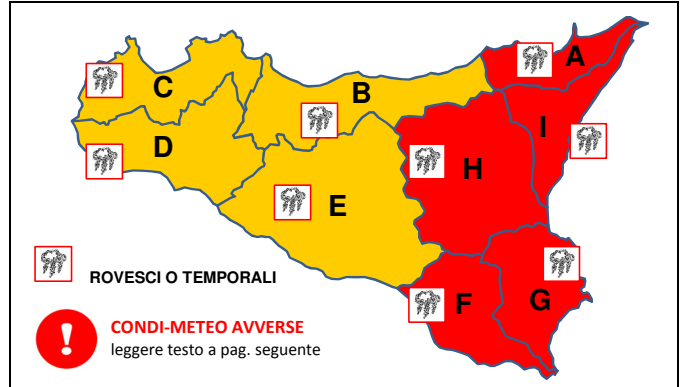 A
C
B
I
D
H
E
F
G
ROVESCI O TEMPORALI
!
CONDI-METEO AVVERSE
leggere testo a pag. seguente